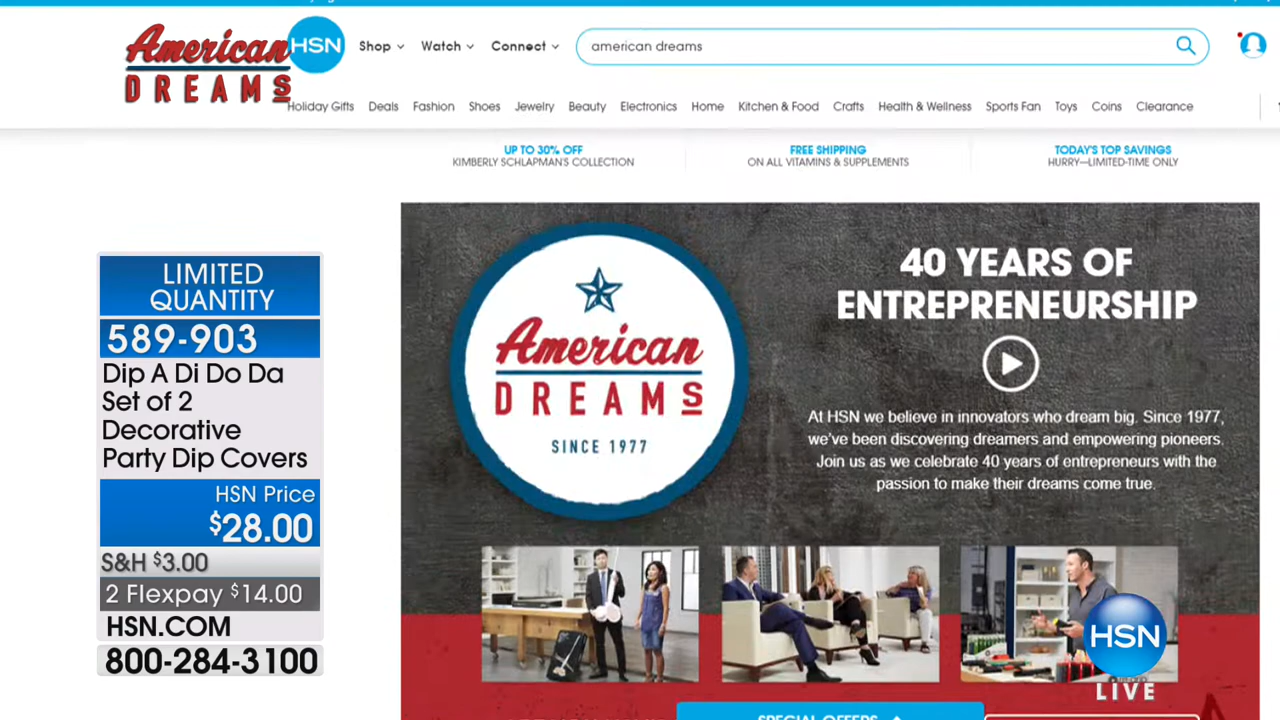 American
DREAMS
HSN
Shop
Watch
Connect
american dreams
Holiday Gifts
Deals
Fashion
Shoes
Jewelry
Beauty
Electronics
Home
Kitchen & Food
Crafts
Health & Wellness
Sports Fan
Toys
Coins
Clearance
UP TO 30% OFF
KIMBERLY SCHLAPMAN'S COLLECTION
FREE SHIPPING
ON ALL VITAMINS & SUPPLEMENTS
TODAY'S TOP SAVINGS
HURRY—LIMITED-TIME ONLY
LIMITED
QUANTITY
589-903
Dip A Di Do Da
Set of 2
Decorative
Party Dip Covers
HSN Price
$28.00
S&H $3.00
2 Flexpay $14.00
HSN.COM
800-284-3100
American
DREAMS
SINCE 1977
40 YEARS OF
ENTREPRENEURSHIP
At HSN we believe in innovators who dream big. Since 1977,
we've been discovering dreamers and empowering pioneers.
Join us as we celebrate 40 years of entrepreneurs with the
passion to make their dreams come true.
HSN
LIVE
SPECIAL OFFERS